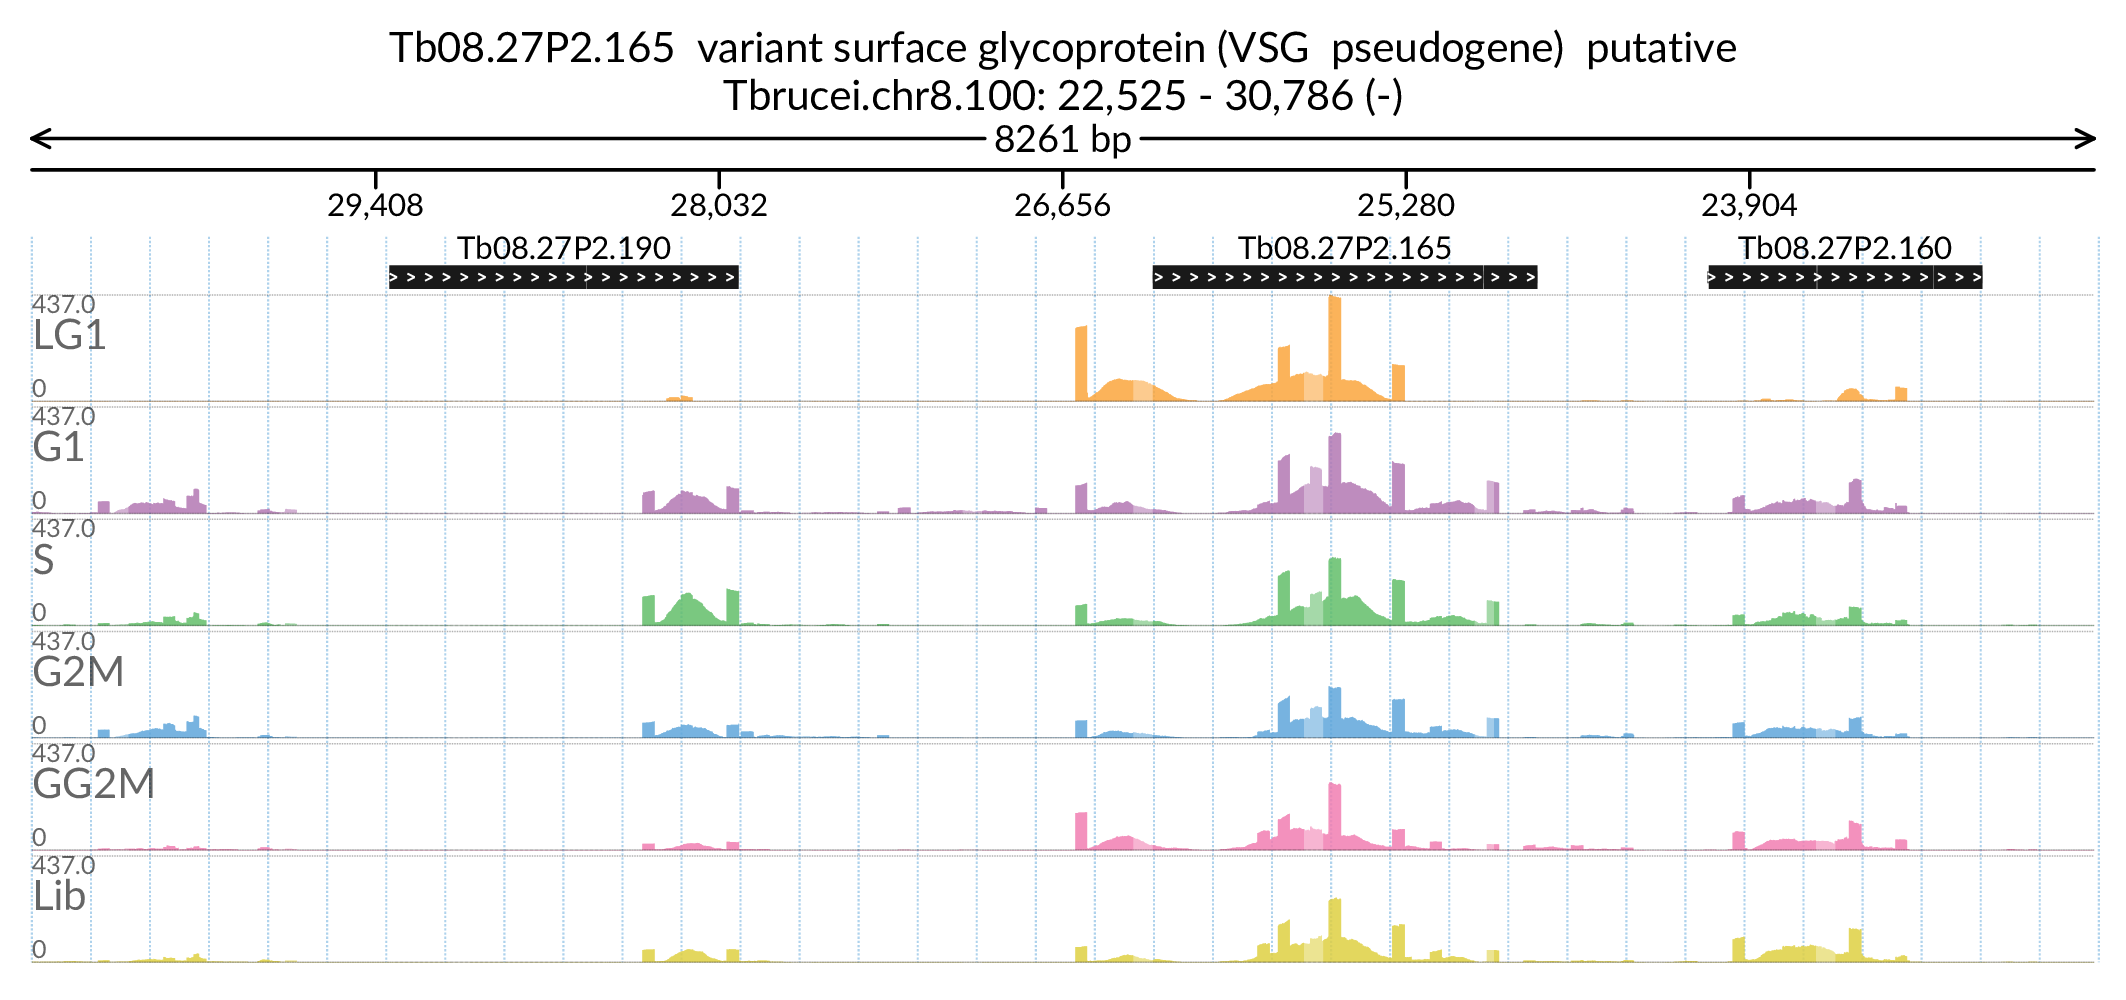 Tb08.27P2.165 variant surface glycoprotein (VSG pseudogene) putative
Tbrucei.chr8.100: 22,525 - 30,786 (-)
8261 bp
29,408 28,032 26,656 25,280 23,904
Tb08.27P2.190 Tb08.27P2.165 Tb08.27P2.160
437.0
LG1
0
437.0
G1
0
437.0
S
0
437.0
G2M
0
437.0
GG2M
0
437.0
Lib
0